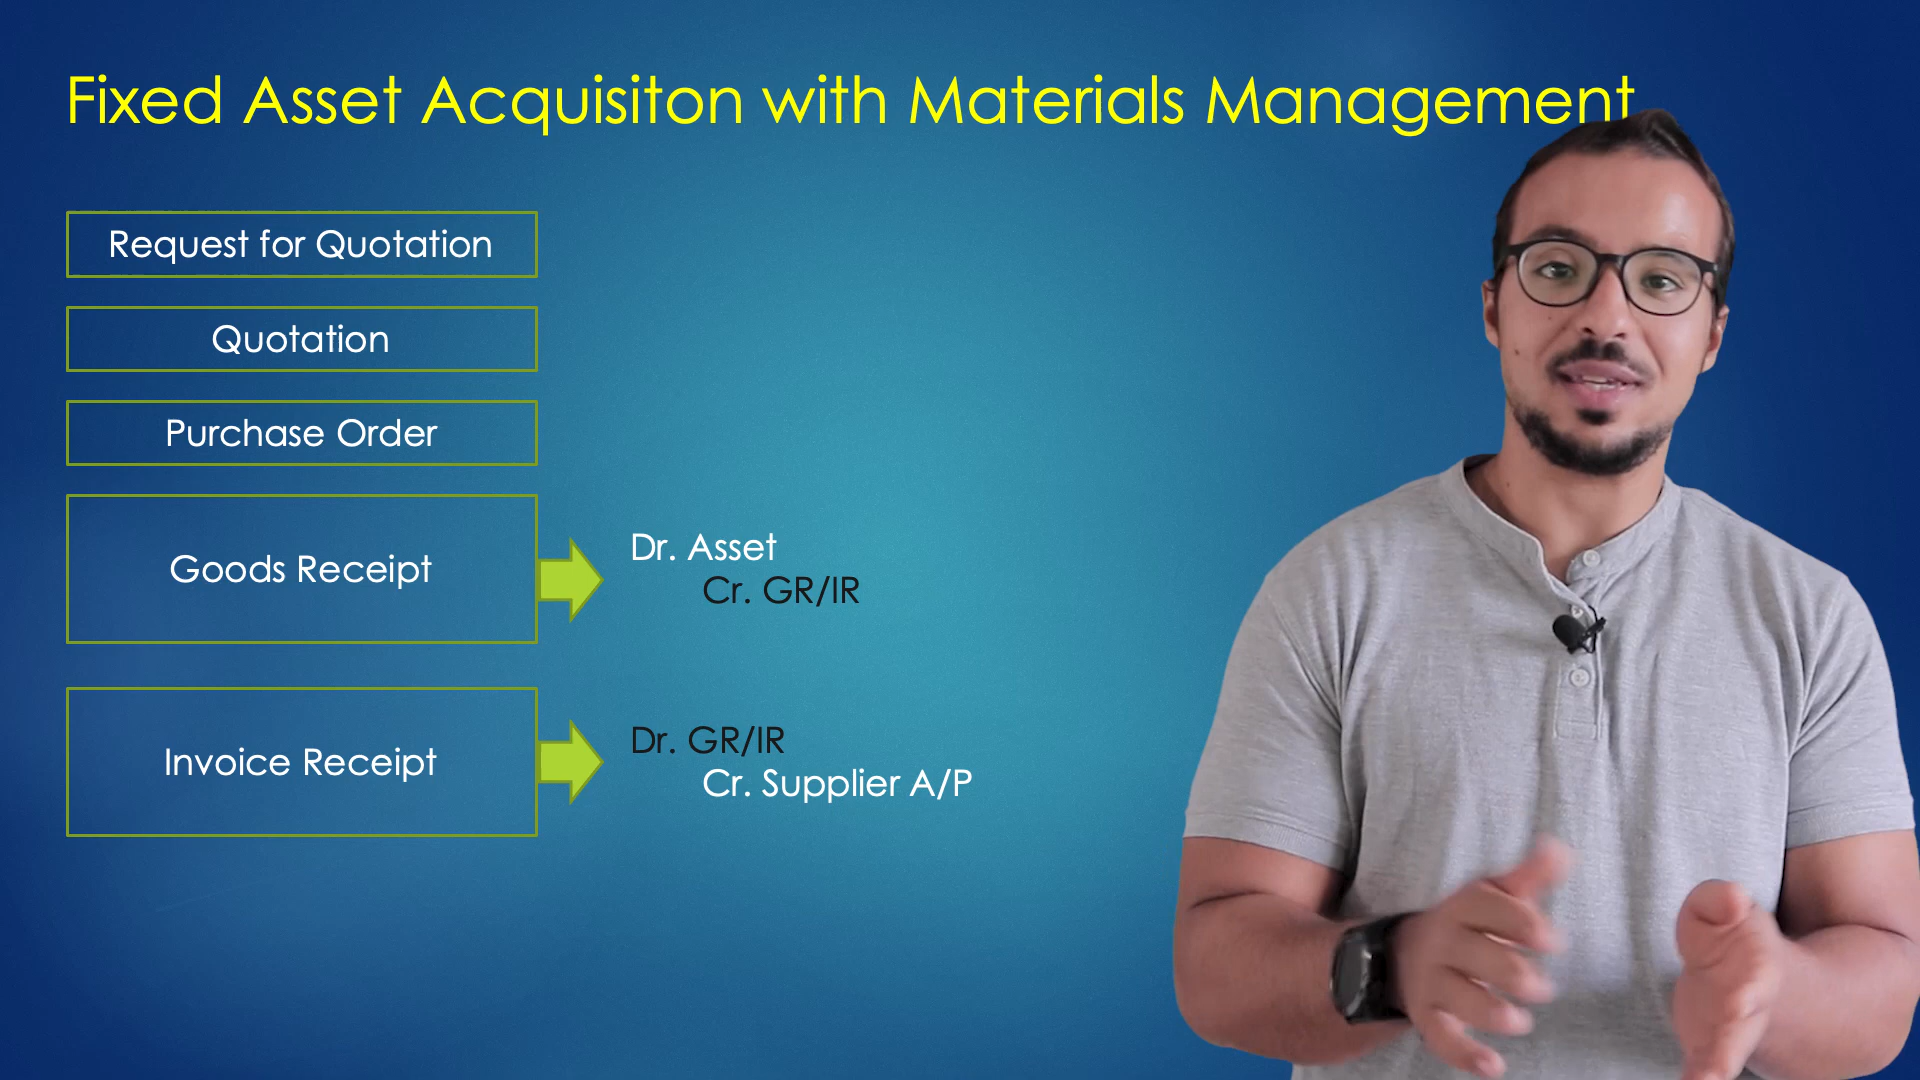 Fixed Asset Acquisiton with Materials Management
Request for Quotation
Quotation
Purchase Order
Goods Receipt
Dr. Asset
Cr. GR/IR
Invoice Receipt
Dr. GR/IR
Cr. Supplier A/P